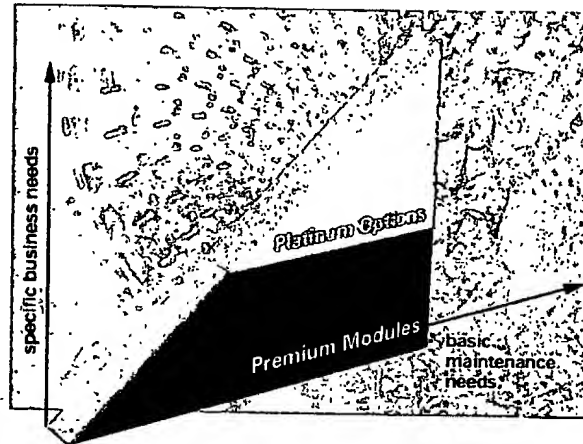 specific business needs
Platinum Options
Premium Modules
basic
maintenance
needs